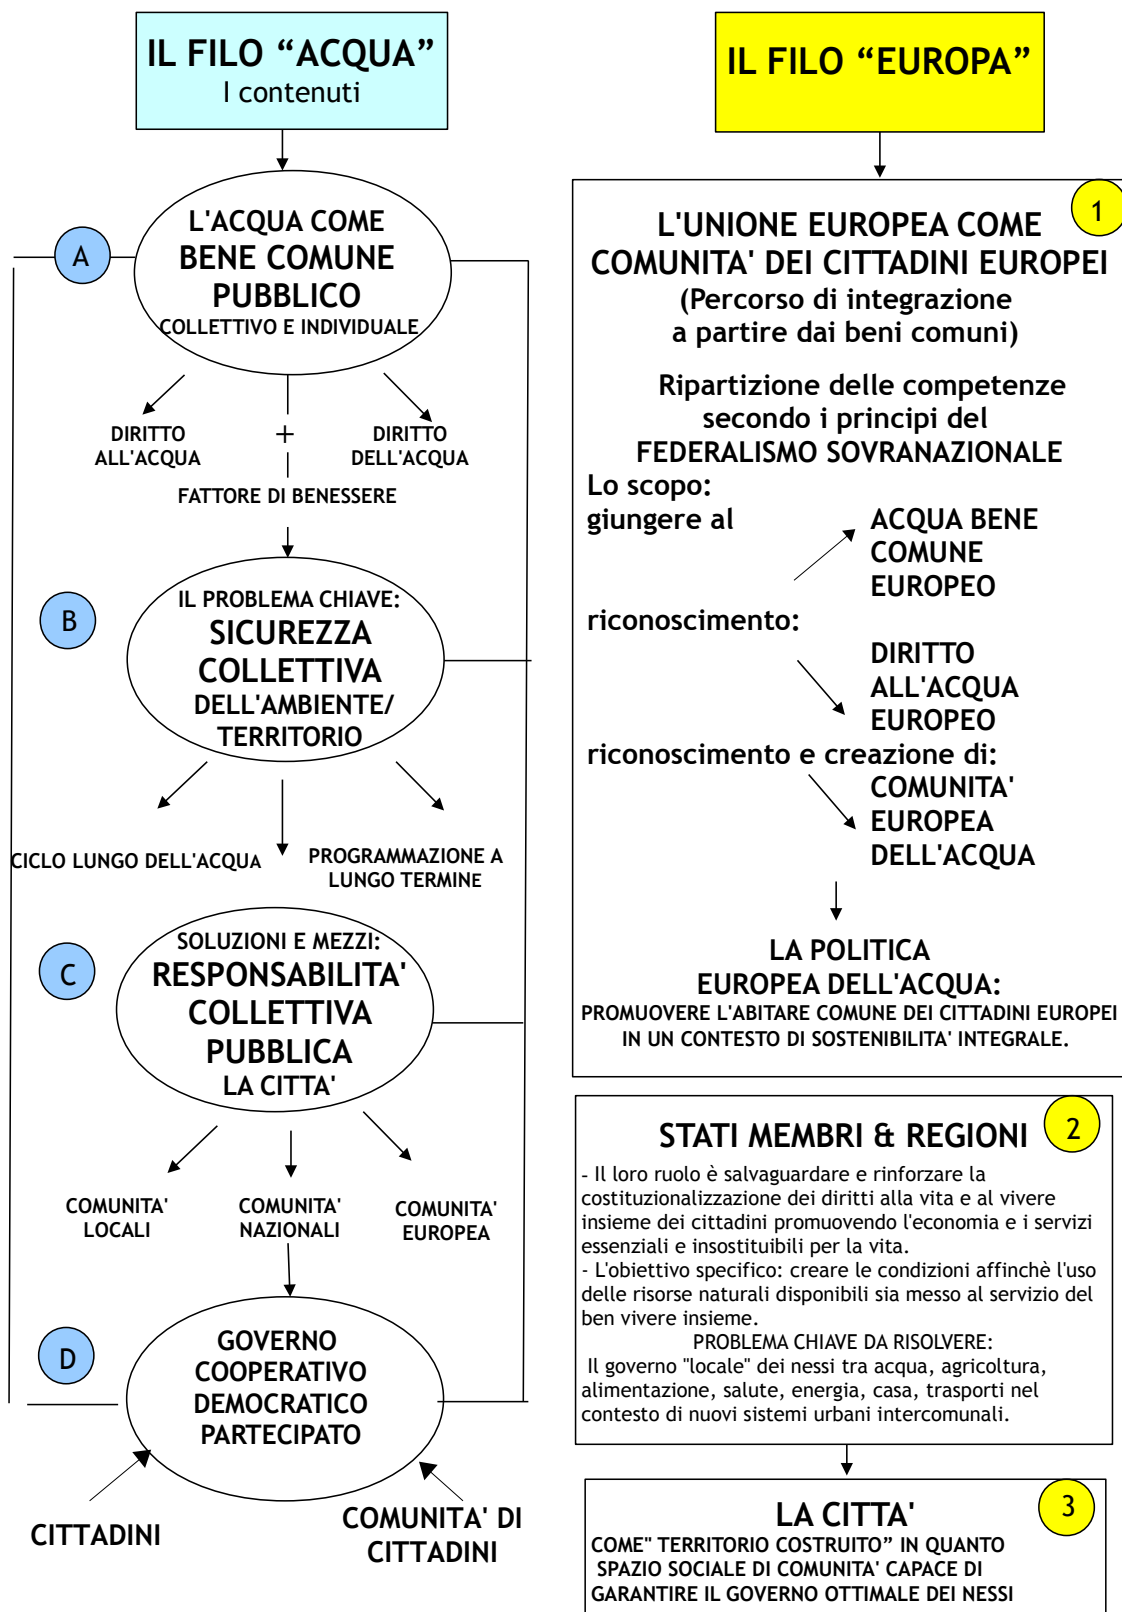 IL FILO “ACQUA”
I contenuti
A
L'ACQUA COME
BENE COMUNE
PUBBLICO
COLLETTIVO E INDIVIDUALE
DIRITTO
ALL'ACQUA
+
DIRITTO
DELL'ACQUA
FATTORE DI BENESSERE
B
IL PROBLEMA CHIAVE:
SICUREZZA
COLLETTIVA
DELL'AMBIENTE/
TERRITORIO
CICLO LUNGO DELL'ACQUA
PROGRAMMAZIONE A
LUNGO TERMINE
C
SOLUZIONI E MEZZI:
RESPONSABILITA'
COLLETTIVA
PUBBLICA
LA CITTA'
COMUNITA'
LOCALI
COMUNITA'
NAZIONALI
COMUNITA'
EUROPEA
D
GOVERNO
COOPERATIVO
DEMOCRATICO
PARTECIPATO
CITTADINI
COMUNITA' DI
CITTADINI
IL FILO “EUROPA”
1
L'UNIONE EUROPEA COME
COMUNITA' DEI CITTADINI EUROPEI
(Percorso di integrazione
a partire dai beni comuni)
Ripartizione delle competenze
secondo i principi del
FEDERALISMO SOVRANAZIONALE
Lo scopo:
giungere al
ACQUA BENE
COMUNE
EUROPEO
riconoscimento:
DIRITTO
ALL'ACQUA
EUROPEO
riconoscimento e creazione di:
COMUNITA'
EUROPEA
DELL'ACQUA
LA POLITICA
EUROPEA DELL'ACQUA:
PROMUOVERE L'ABITARE COMUNE DEI CITTADINI EUROPEI
IN UN CONTESTO DI SOSTENIBILITA' INTEGRALE.
2
STATI MEMBRI & REGIONI
- Il loro ruolo è salvaguardare e rinforzare la
costituzionalizzazione dei diritti alla vita e al vivere
insieme dei cittadini promuovendo l'economia e i servizi
essenziali e insostituibili per la vita.
- L'obiettivo specifico: creare le condizioni affinchè l'uso
delle risorse naturali disponibili sia messo al servizio del
ben vivere insieme.
PROBLEMA CHIAVE DA RISOLVERE:
Il governo "locale" dei nessi tra acqua, agricoltura,
alimentazione, salute, energia, casa, trasporti nel
contesto di nuovi sistemi urbani intercomunali.
3
LA CITTA'
COME" TERRITORIO COSTRUITO” IN QUANTO
SPAZIO SOCIALE DI COMUNITA' CAPACE DI
GARANTIRE IL GOVERNO OTTIMALE DEI NESSI